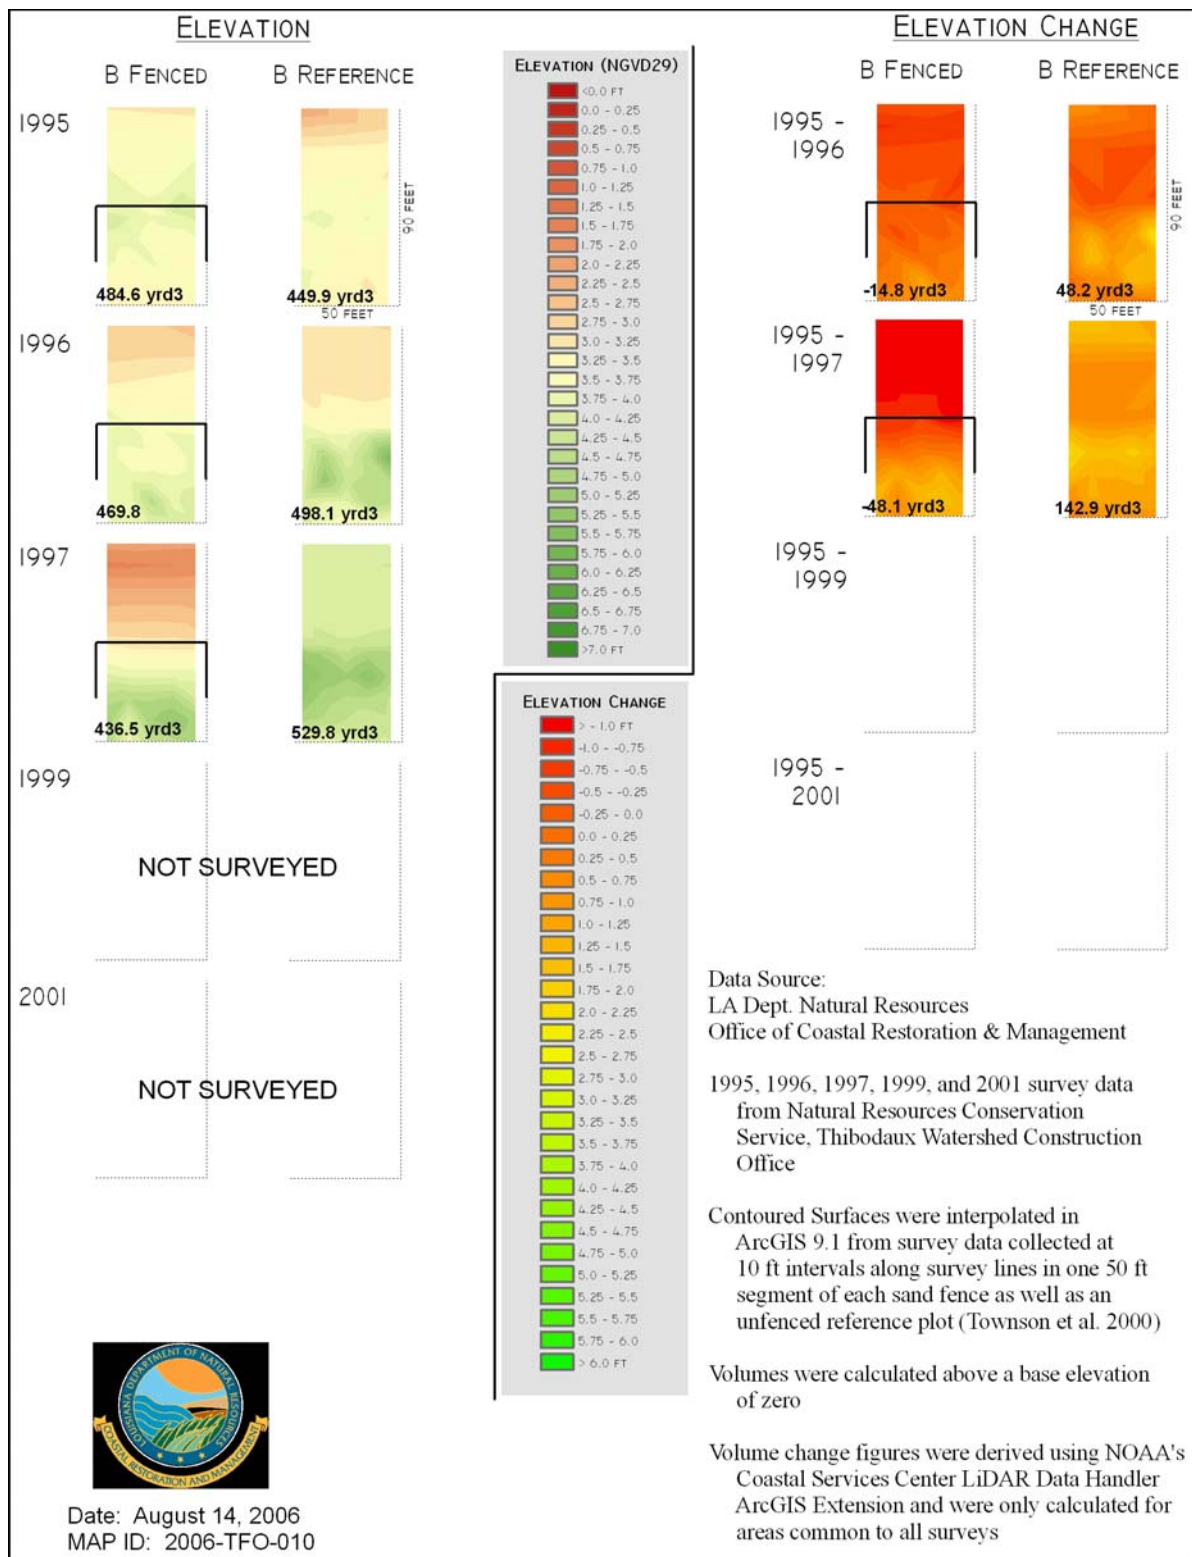 ELEVATION
B FENCED
B REFERENCE
1995
484.6 yrd3
449.9 yrd3
90 FEET
50 FEET
1996
469.8
498.1 yrd3
1997
436.5 yrd3
529.8 yrd3
1999
NOT SURVEYED
2001
NOT SURVEYED
ELEVATION (NGVD29)
<0.0 FT
0.0 - 0.25
0.25 - 0.5
0.5 - 0.75
0.75 - 1.0
1.0 - 1.25
1.25 - 1.5
1.5 - 1.75
1.75 - 2.0
2.0 - 2.25
2.25 - 2.5
2.5 - 2.75
2.75 - 3.0
3.0 - 3.25
3.25 - 3.5
3.5 - 3.75
3.75 - 4.0
4.0 - 4.25
4.25 - 4.5
4.5 - 4.75
4.75 - 5.0
5.0 - 5.25
5.25 - 5.5
5.5 - 5.75
5.75 - 6.0
6.0 - 6.25
6.25 - 6.5
6.5 - 6.75
6.75 - 7.0
>7.0 FT
ELEVATION CHANGE
> - 1.0 FT
-1.0 - -0.75
-0.75 - -0.5
-0.5 - -0.25
-0.25 - 0.0
0.0 - 0.25
0.25 - 0.5
0.5 - 0.75
0.75 - 1.0
1.0 - 1.25
1.25 - 1.5
1.5 - 1.75
1.75 - 2.0
2.0 - 2.25
2.25 - 2.5
2.5 - 2.75
2.75 - 3.0
3.0 - 3.25
3.25 - 3.5
3.5 - 3.75
3.75 - 4.0
4.0 - 4.25
4.25 - 4.5
4.5 - 4.75
4.75 - 5.0
5.0 - 5.25
5.25 - 5.5
5.5 - 5.75
5.75 - 6.0
> 6.0 FT
ELEVATION CHANGE
B FENCED
B REFERENCE
1995 -
1996
-14.8 yrd3
48.2 yrd3
90 FEET
50 FEET
1995 -
1997
-48.1 yrd3
142.9 yrd3
1995 -
1999
1995 -
2001
Data Source:
LA Dept. Natural Resources
Office of Coastal Restoration & Management
1995, 1996, 1997, 1999, and 2001 survey data
from Natural Resources Conservation
Service, Thibodaux Watershed Construction
Office
Contoured Surfaces were interpolated in
ArcGIS 9.1 from survey data collected at
10 ft intervals along survey lines in one 50 ft
segment of each sand fence as well as an
unfenced reference plot (Townson et al. 2000)
Volumes were calculated above a base elevation
of zero
Volume change figures were derived using NOAA's
Coastal Services Center LiDAR Data Handler
ArcGIS Extension and were only calculated for
areas common to all surveys
LOUISIANA DEPARTMENT OF NATURAL RESOURCES
COASTAL RESTORATION AND MANAGEMENT
Date: August 14, 2006
MAP ID: 2006-TFO-010